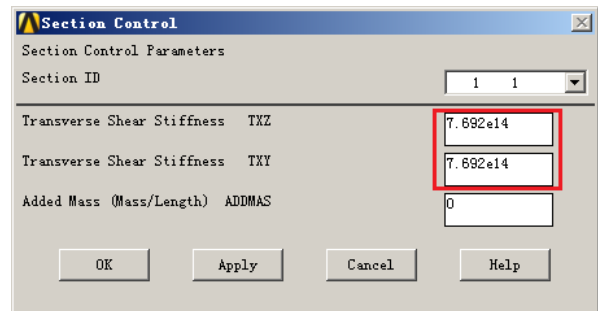 Section Control
Section Control Parameters
Section ID 1 1
Transverse Shear Stiffness TXZ 7.692e14
Transverse Shear Stiffness TXY 7.692e14
Added Mass (Mass/Length) ADDMAS 0
OK Apply Cancel Help